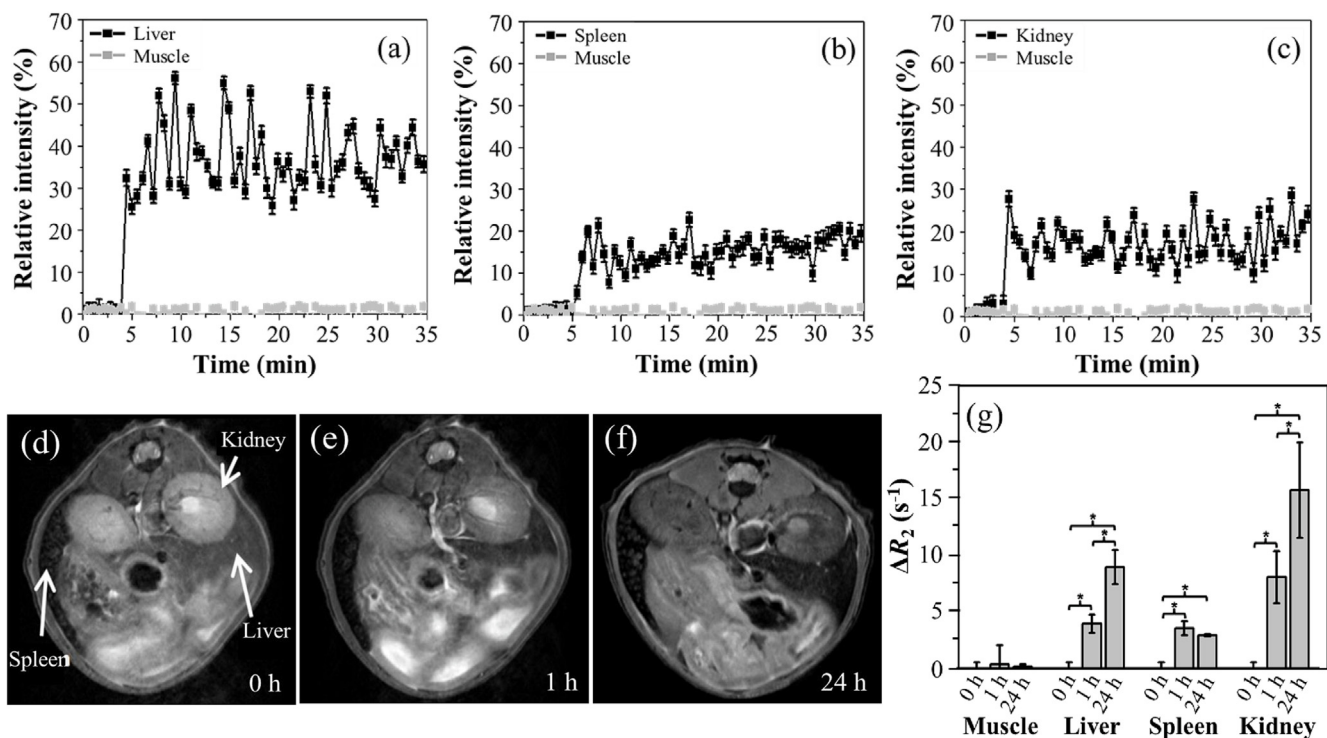 70
60
50
40
30
20
10
0
Relative intensity (%)
Liver
Muscle
(a)
0 5 10 15 20 25 30 35
Time (min)
70
60
50
40
30
20
10
0
Relative intensity (%)
Spleen
Muscle
(b)
0 5 10 15 20 25 30 35
Time (min)
70
60
50
40
30
20
10
0
Relative intensity (%)
Kidney
Muscle
(c)
0 5 10 15 20 25 30 35
Time (min)
(d)
Kidney
Liver
Spleen
0 h
(e)
1 h
(f)
24 h
25
20
15
10
5
0
ΔR₂ (s⁻¹)
(g)
* * * * * * * *
0 h 1 h 24 h 0 h 1 h 24 h 0 h 1 h 24 h 0 h 1 h 24 h
Muscle Liver Spleen Kidney